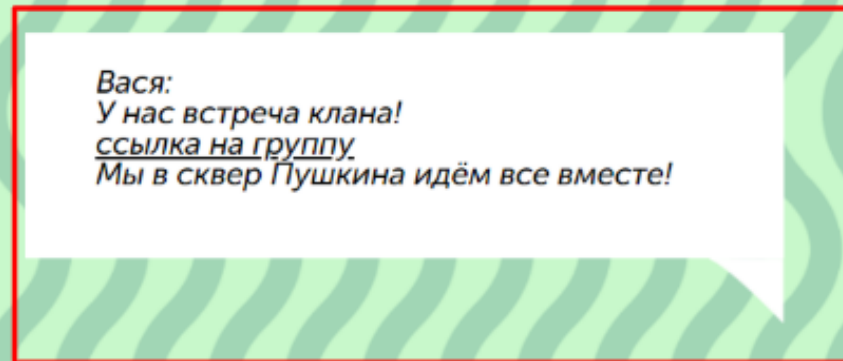 Вася:
У нас встреча клана!
ссылка на группу
Мы в сквер Пушкина идём все вместе!